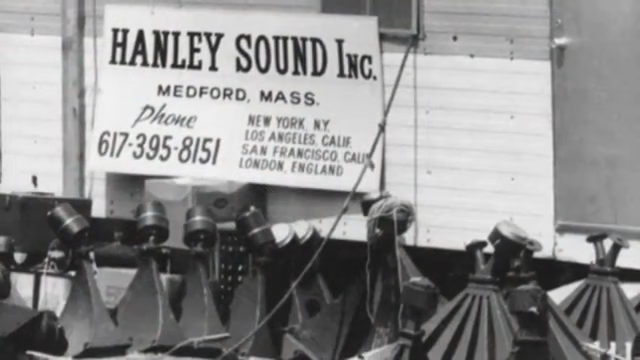 HANLEY SOUND INC.
MEDFORD, MASS.
Phone
617-395-8151
NEW YORK, N.Y.
LOS ANGELES, CALIF.
SAN FRANCISCO, CALIF
LONDON, ENGLAND